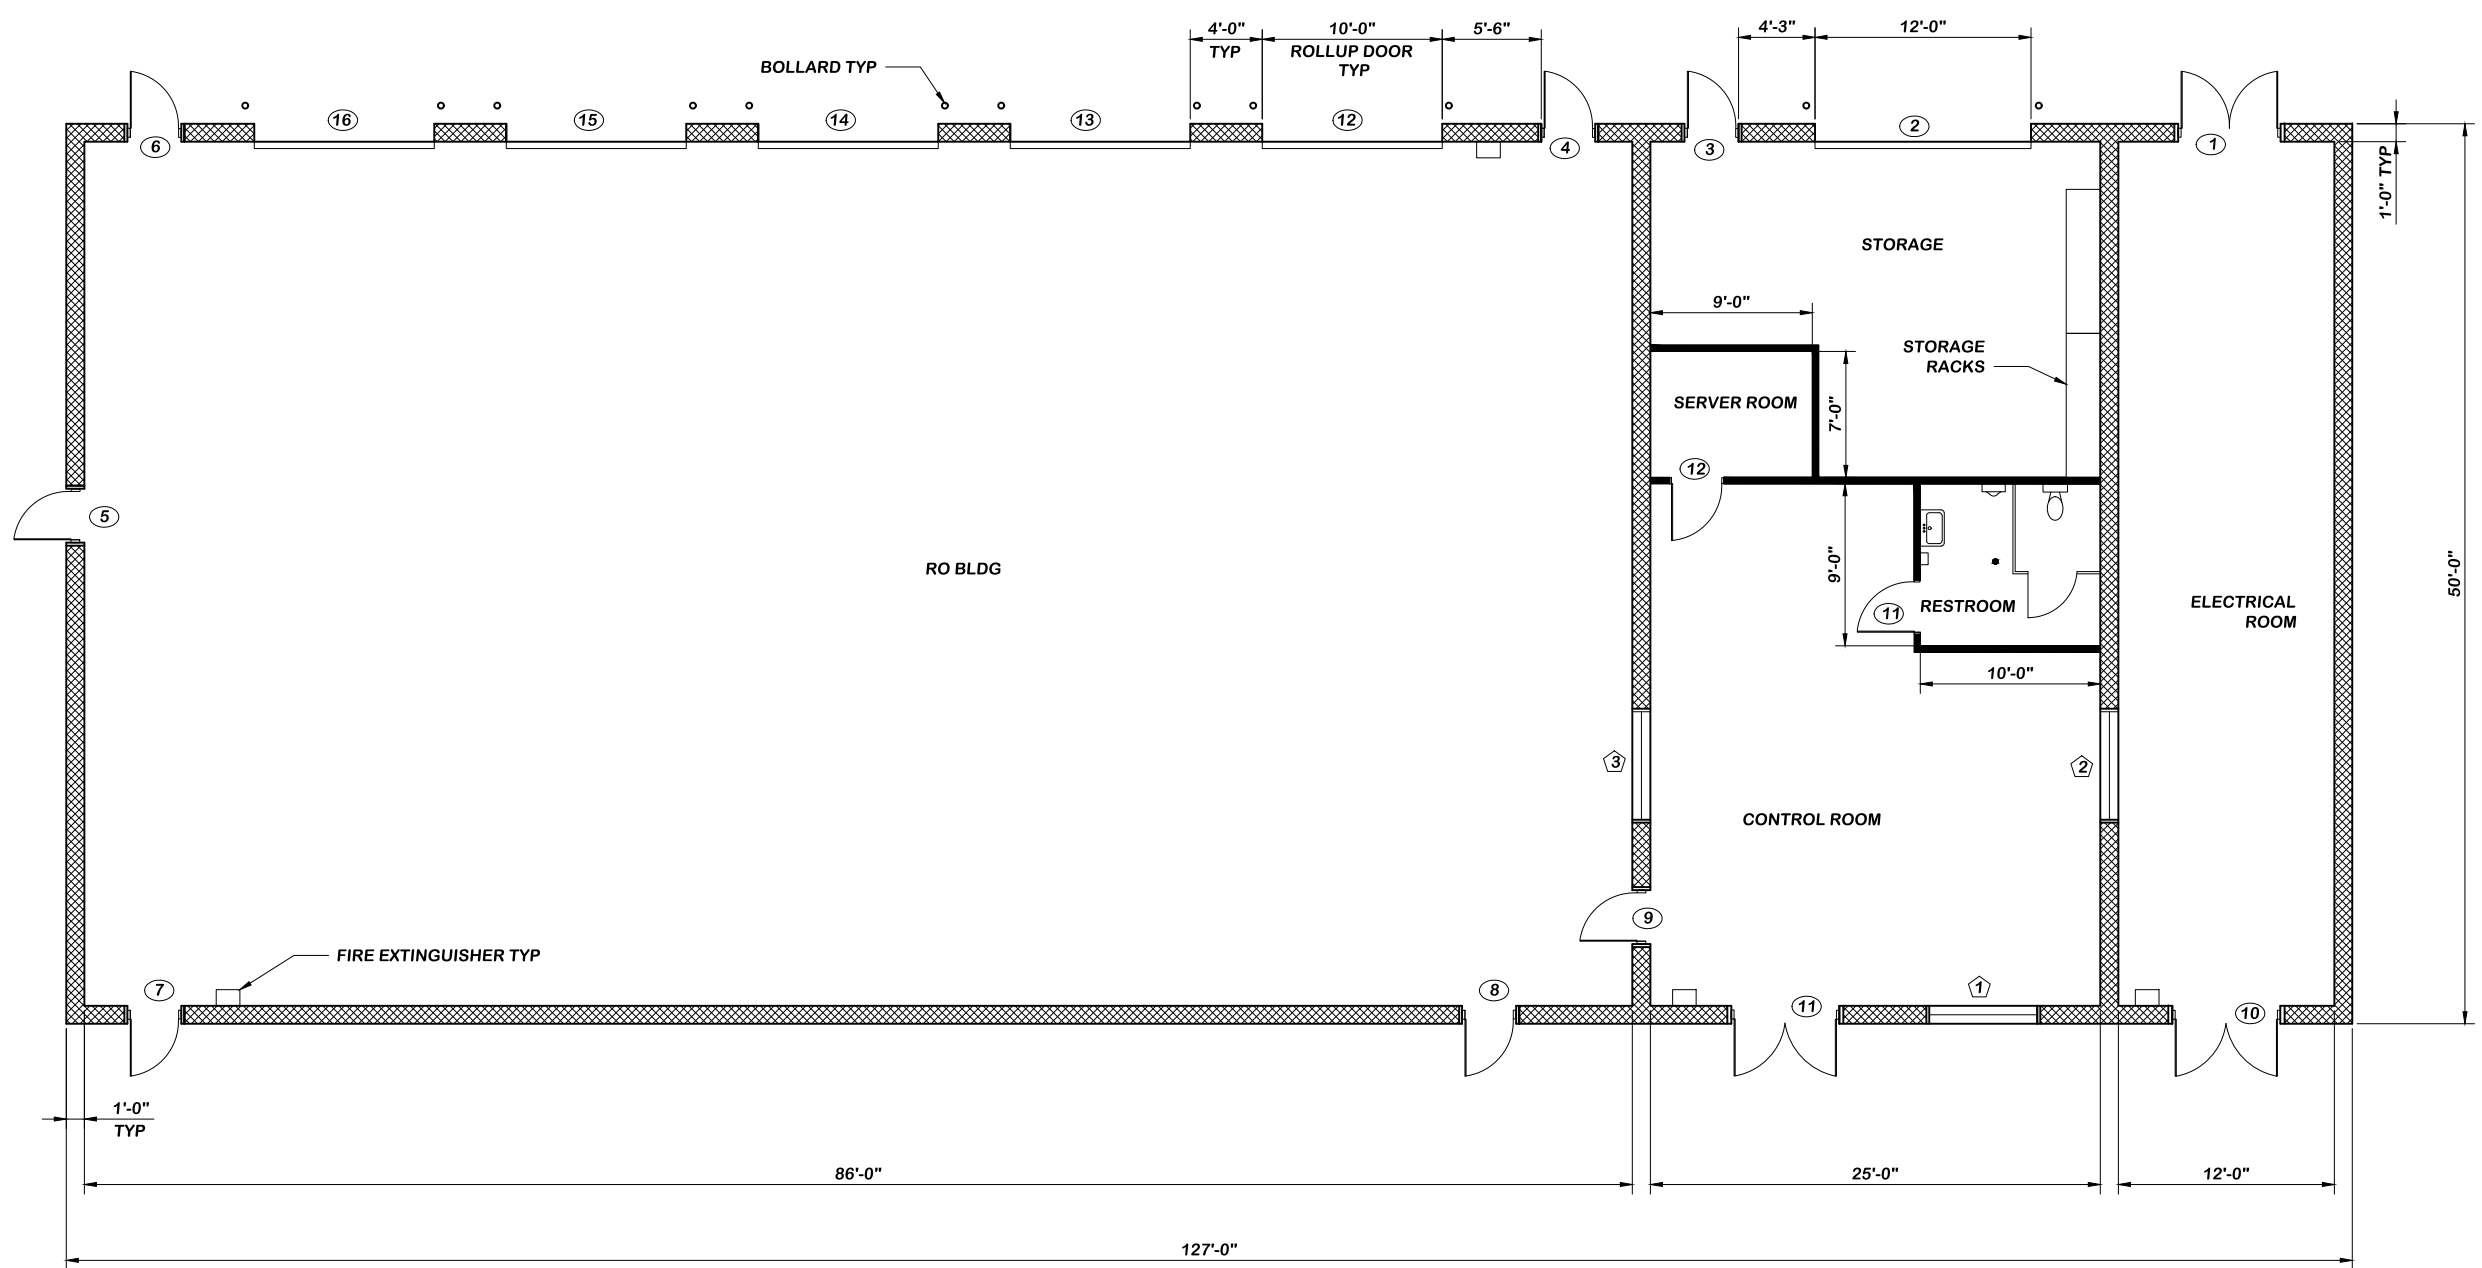 4'-0"
TYP
10'-0"
ROLLUP DOOR
TYP
5'-6"
4'-3"
12'-0"
BOLLARD TYP
6
16
15
14
13
12
4
3
2
1
1'-0" TYP
STORAGE
9'-0"
STORAGE
RACKS
SERVER ROOM
7'-0"
12
5
RO BLDG
9'-0"
11
RESTROOM
10'-0"
ELECTRICAL
ROOM
50'-0"
3
2
CONTROL ROOM
9
FIRE EXTINGUISHER TYP
7
8
11
1
10
1'-0"
TYP
86'-0"
25'-0"
12'-0"
127'-0"